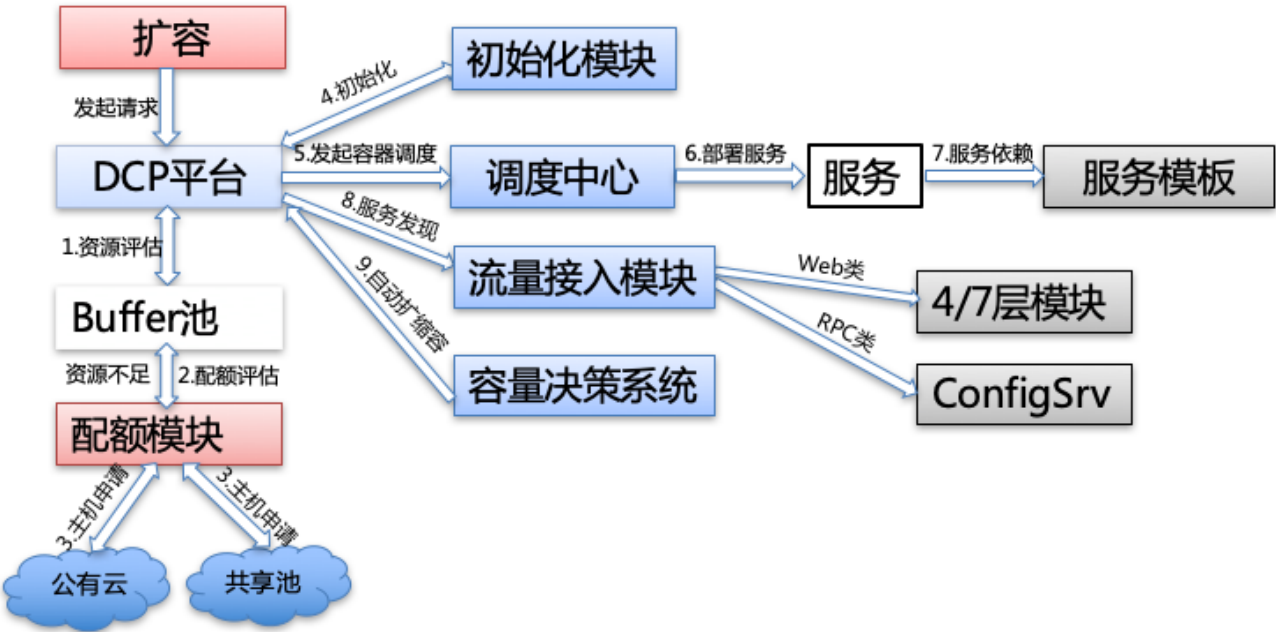 扩容
初始化模块
4.初始化
发起请求
DCP平台
5.发起容器调度
调度中心
6.部署服务
服务
7.服务依赖
服务模板
8.服务发现
1.资源评估
9.自动扩缩容
流量接入模块
Web类
4/7层模块
RPC类
Buffer池
资源不足
2.配额评估
容量决策系统
ConfigSrv
配额模块
3.主机申请
3.主机申请
公有云
共享池